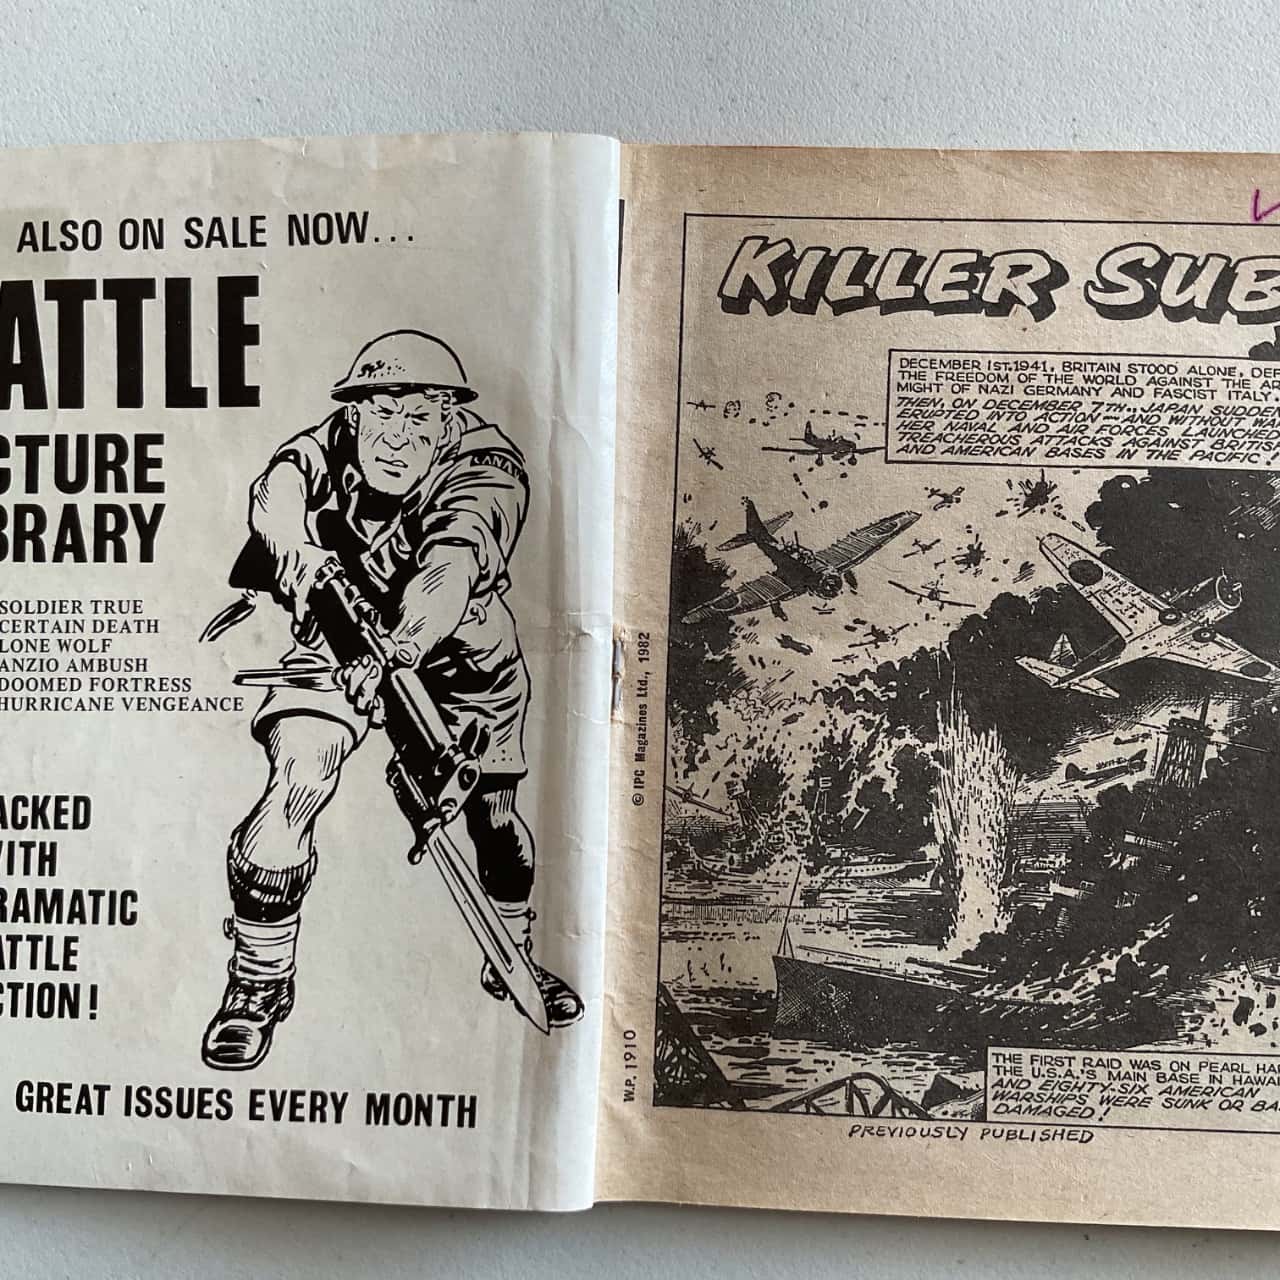 ALSO ON SALE NOW...
ATTLE
CTURE
BRARY
SOLDIER TRUE
CERTAIN DEATH
LONE WOLF
ANZIO AMBUSH
DOOMED FORTRESS
HURRICANE VENGEANCE
ACKED
WITH
RAMATIC
ATTLE
CTION!
GREAT ISSUES EVERY MONTH
CANA
© IPC Magazines Ltd., 1982
W.P. 1910
KILLER SUB
DECEMBER 1ST, 1941, BRITAIN STOOD ALONE, DEF
THE FREEDOM OF THE WORLD AGAINST THE AR
MIGHT OF NAZI GERMANY AND FASCIST ITALY.
THEN, ON DECEMBER 7TH., JAPAN SUDDEN
ERUPTED INTO ACTION — AND WITHOUT WA
HER NAVAL AND AIR FORCES LAUNCHED
TREACHEROUS ATTACKS AGAINST BRITISH
AND AMERICAN BASES IN THE PACIFIC!
THE FIRST RAID WAS ON PEARL HA
THE U.S.A.'S MAIN BASE IN HAWAI
AND EIGHTY-SIX AMERICAN
WARSHIPS WERE SUNK OR BA
DAMAGED!
PREVIOUSLY PUBLISHED